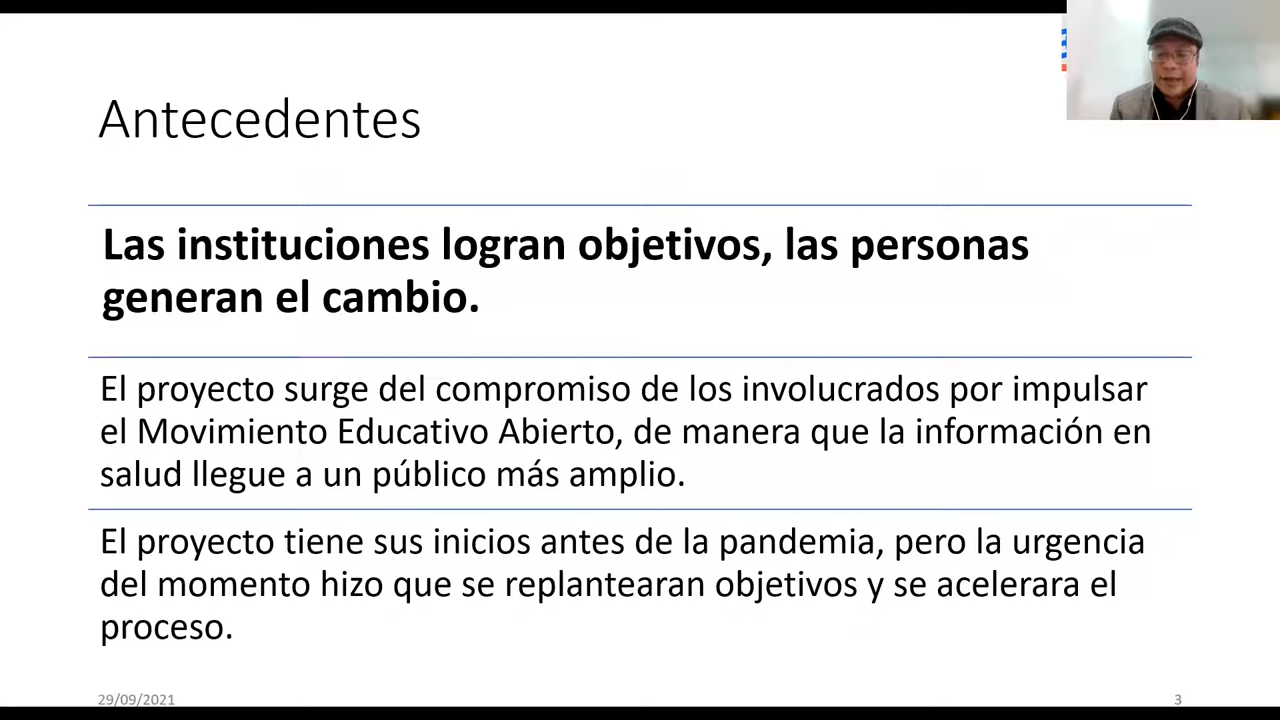 Antecedentes
Las instituciones logran objetivos, las personas
generan el cambio.
El proyecto surge del compromiso de los involucrados por impulsar
el Movimiento Educativo Abierto, de manera que la información en
salud llegue a un público más amplio.
El proyecto tiene sus inicios antes de la pandemia, pero la urgencia
del momento hizo que se replantearan objetivos y se acelerara el
proceso.
29/09/2021
3